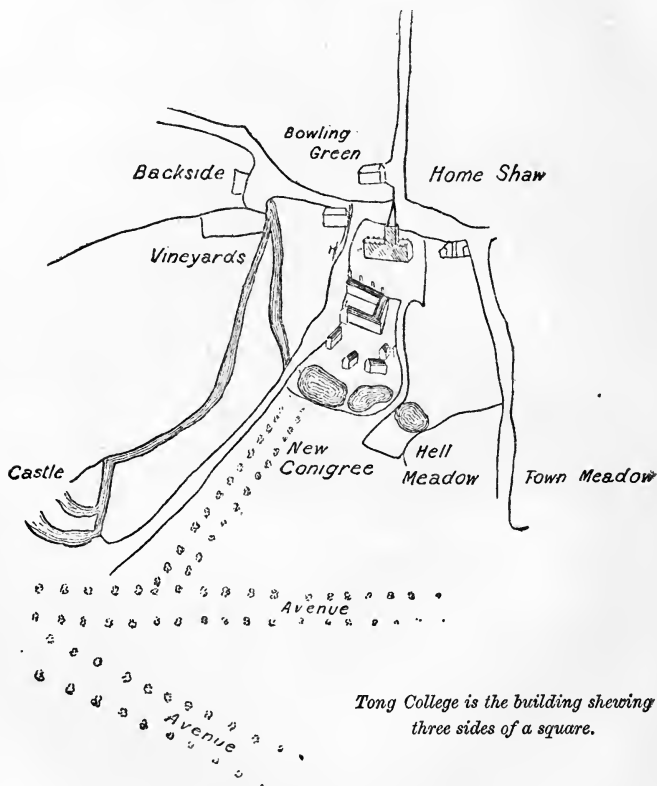 Bowling
Green
Backside
Home Shaw
Vineyards
H
New
Conigree
Hell
Meadow
Castle
Town Meadow
Avenue
Avenue
Tong College is the building shewing
three sides of a square.